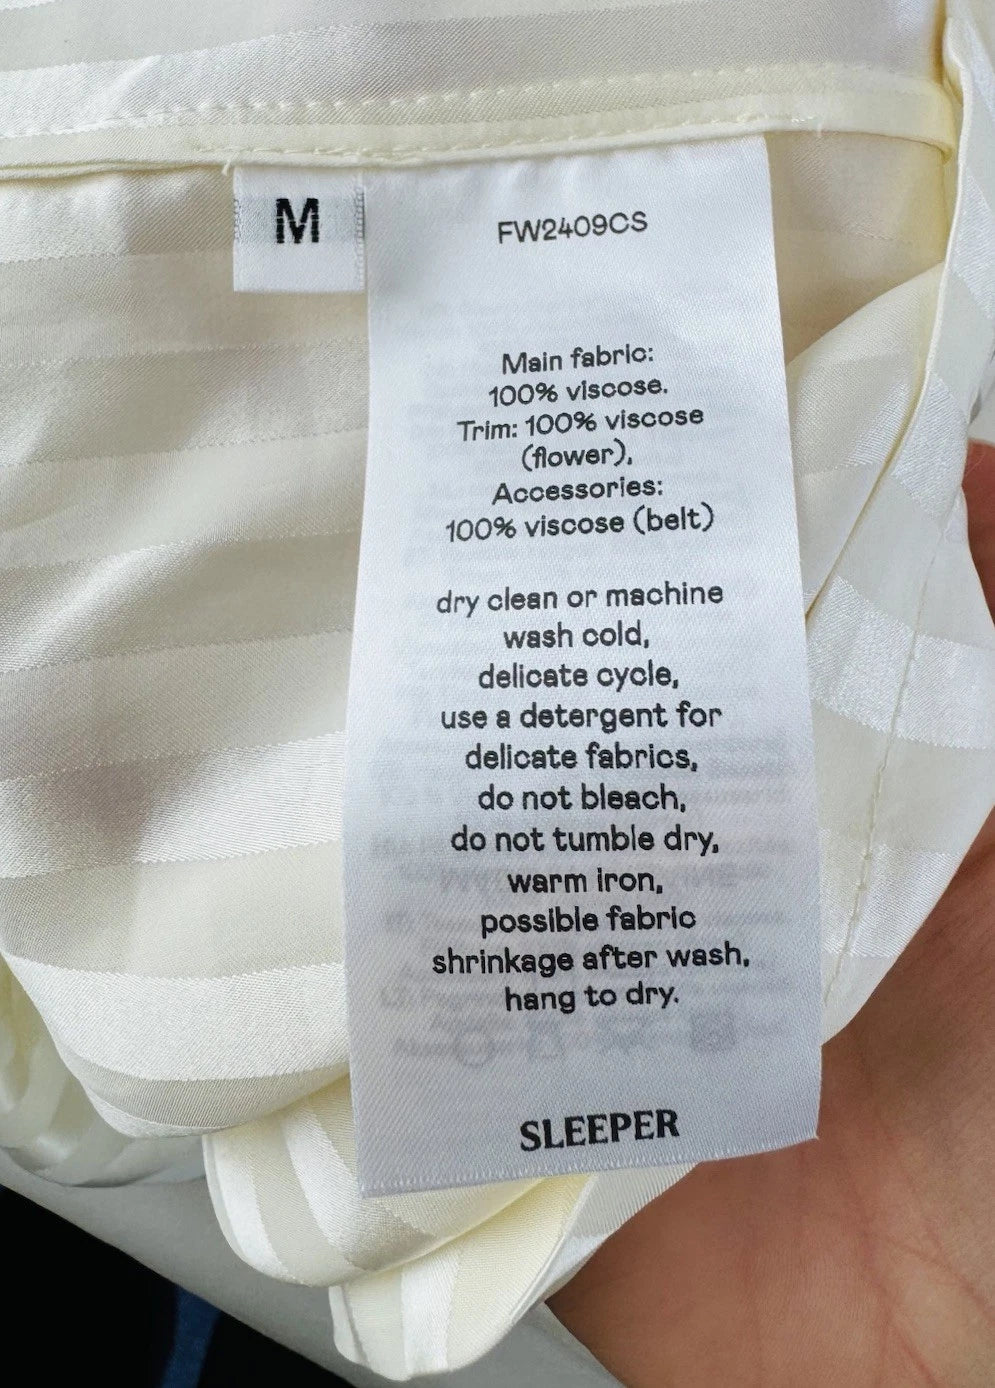 M
FW2409CS
Main fabric:
100% viscose.
Trim: 100% viscose
(flower),
Accessories:
100% viscose (belt)
dry clean or machine
wash cold,
delicate cycle,
use a detergent for
delicate fabrics,
do not bleach,
do not tumble dry,
warm iron,
possible fabric
shrinkage after wash,
hang to dry.
SLEEPER